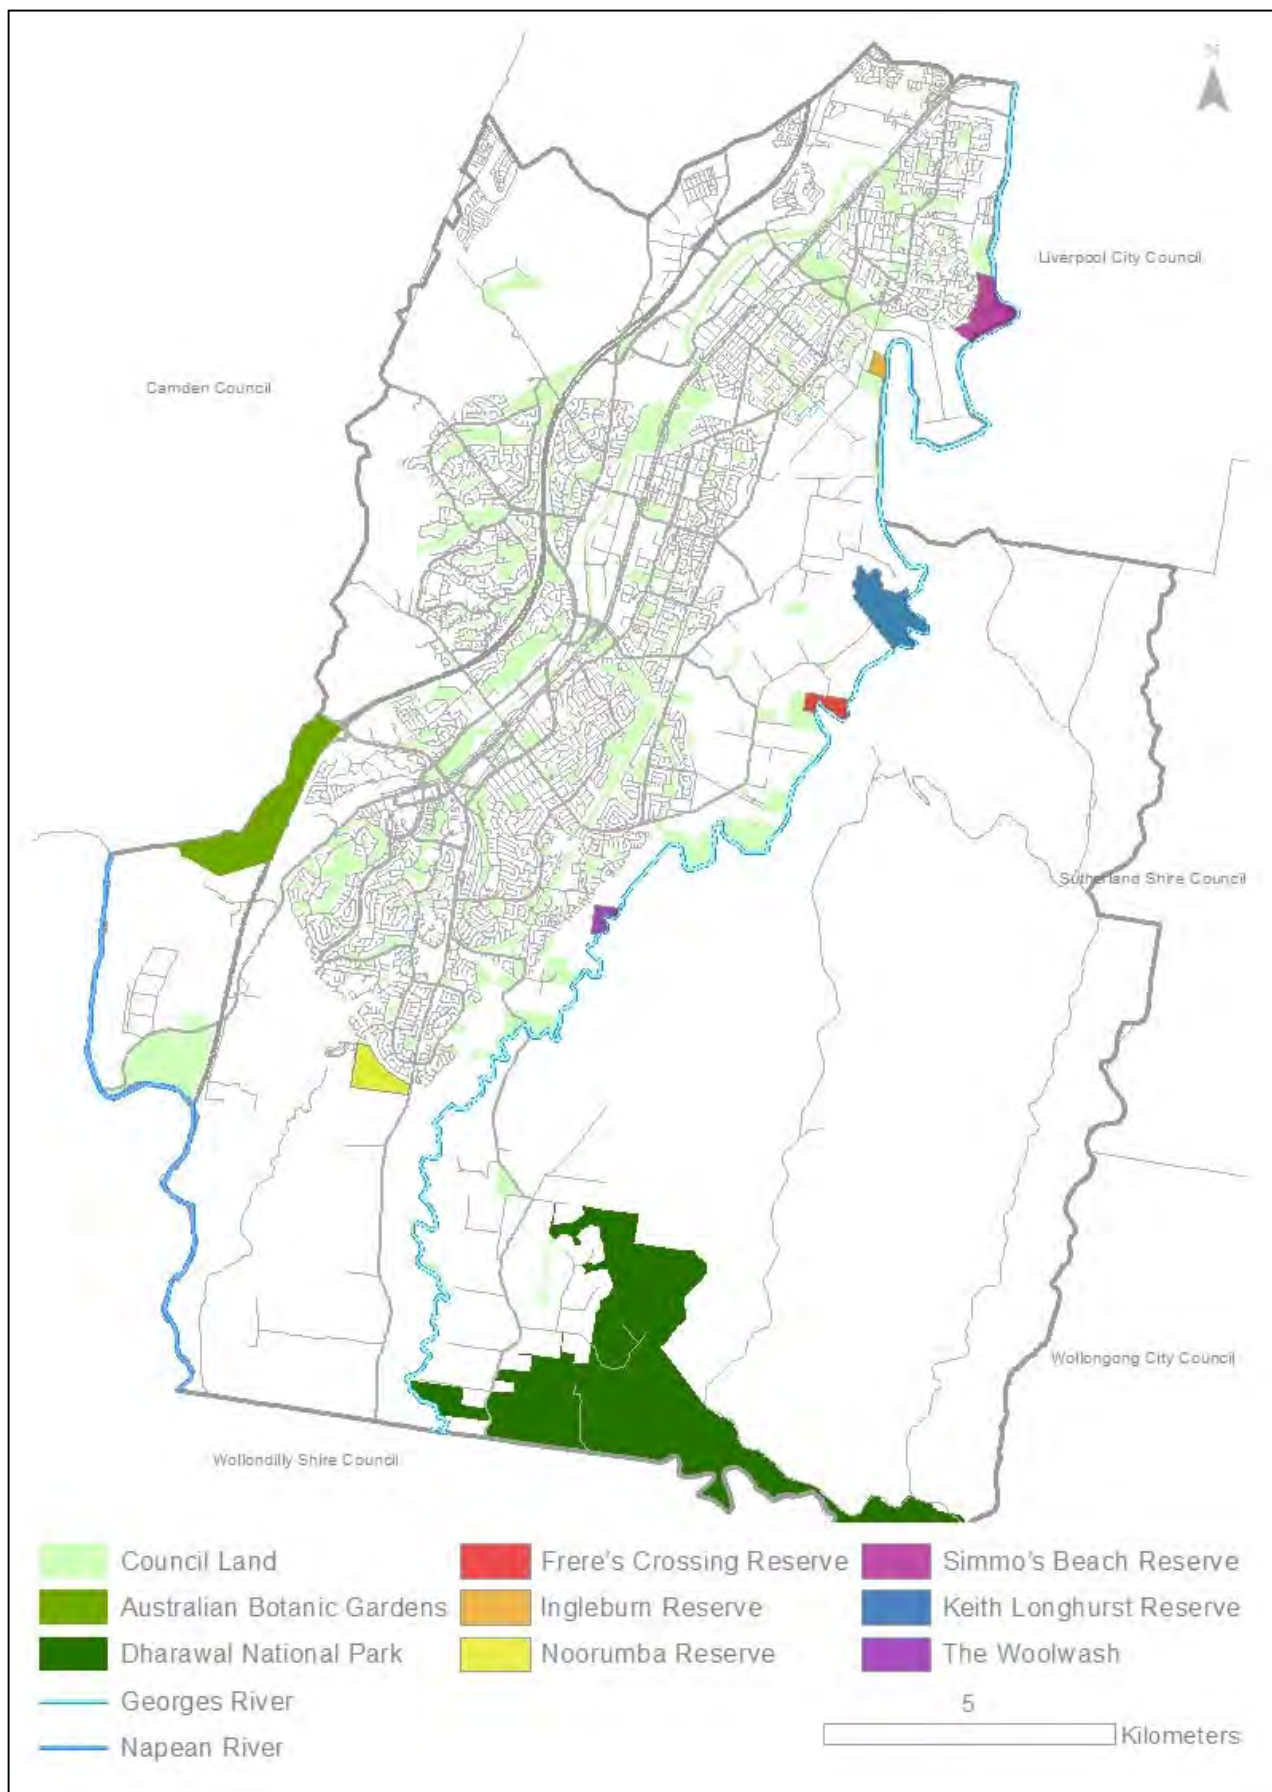 N
Liverpool City Council
Camden Council
Sutherland Shire Council
Wollongong City Council
Wollondilly Shire Council
Council Land
Frere's Crossing Reserve
Simmo's Beach Reserve
Australian Botanic Gardens
Ingleburn Reserve
Keith Longhurst Reserve
Dharawal National Park
Noorumba Reserve
The Woolwash
Georges River
5
Kilometers
Napean River